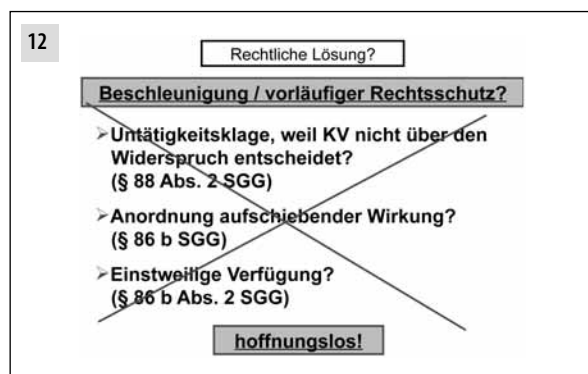 12
Rechtliche Lösung?
Beschleunigung / vorläufiger Rechtsschutz?
➢Untätigkeitsklage, weil KV nicht über den
Widerspruch entscheidet?
(§ 88 Abs. 2 SGG)
➢Anordnung aufschiebender Wirkung?
(§ 86 b SGG)
➢Einstweilige Verfügung?
(§ 86 b Abs. 2 SGG)
hoffnungslos!